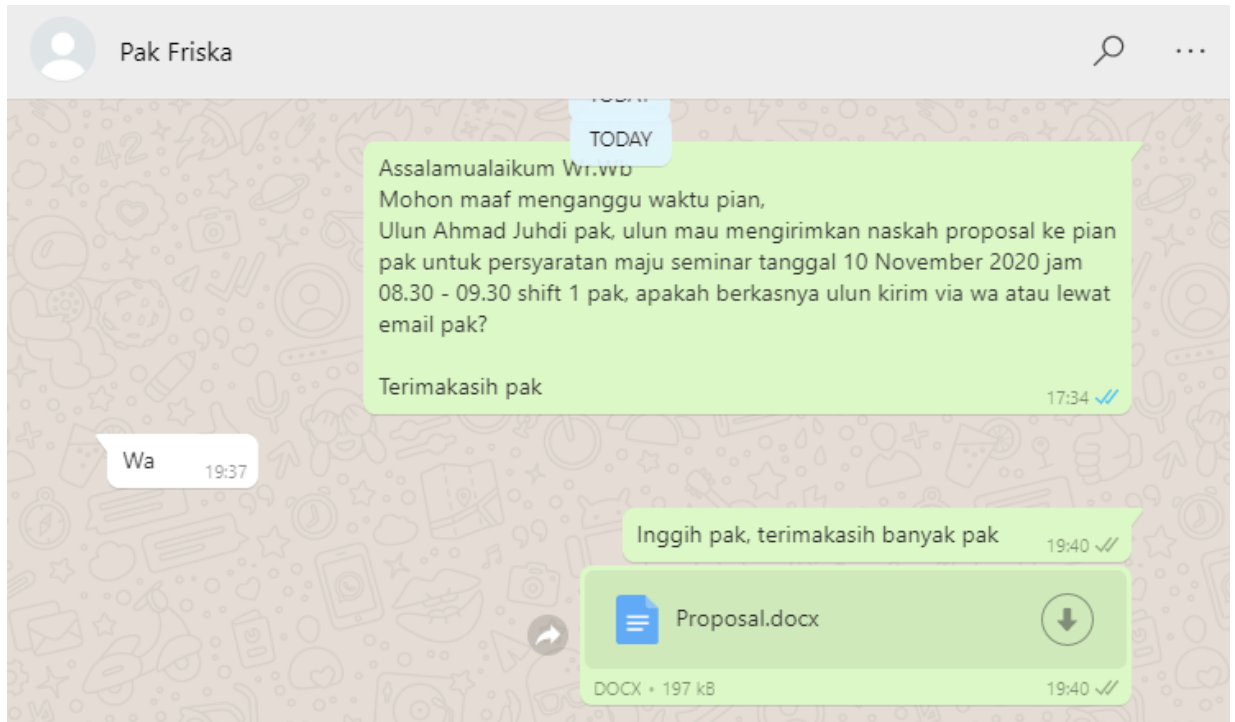 Pak Friska
TODAY
TODAY
Assalamualaikum Wr.Wb
Mohon maaf menganggu waktu pian,
Ulun Ahmad Juhdi pak, ulun mau mengirimkan naskah proposal ke pian
pak untuk persyaratan maju seminar tanggal 10 November 2020 jam
08.30 - 09.30 shift 1 pak, apakah berkasnya ulun kirim via wa atau lewat
email pak?
Terimakasih pak
17:34
Wa
19:37
Inggih pak, terimakasih banyak pak
19:40
Proposal.docx
DOCX • 197 kB
19:40